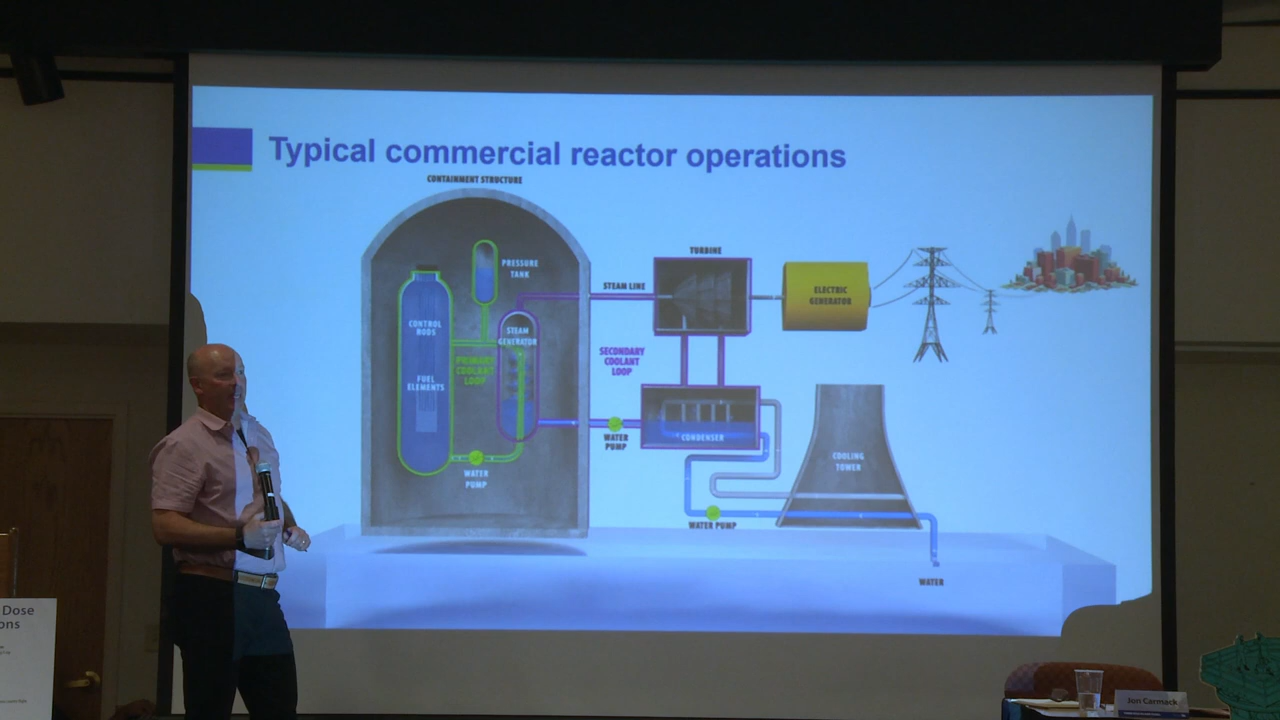 Typical commercial reactor operations
CONTAINMENT STRUCTURE
PRESSURE
TANK
CONTROL
RODS
FUEL
ELEMENTS
PRIMARY
COOLANT
LOOP
STEAM
GENERATOR
WATER
PUMP
STEAM LINE
SECONDARY
COOLANT
LOOP
WATER
PUMP
TURBINE
ELECTRIC
GENERATOR
CONDENSER
COOLING
TOWER
WATER PUMP
WATER
Dose
ons
Jon Carmack